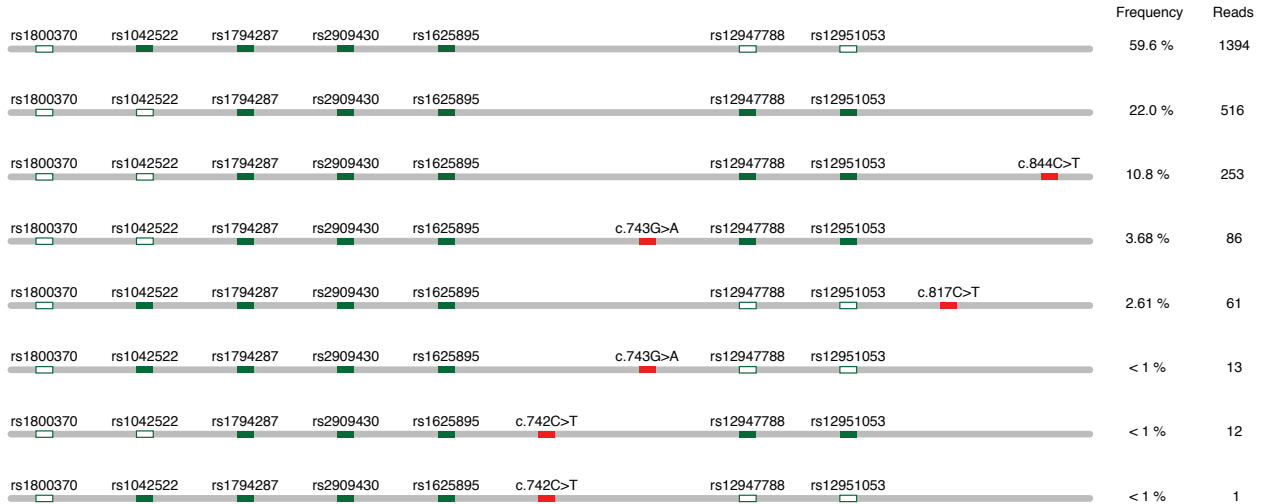 Frequency Reads
rs1800370 rs1042522 rs1794287 rs2909430 rs1625895 rs12947788 rs12951053 59.6 % 1394
rs1800370 rs1042522 rs1794287 rs2909430 rs1625895 rs12947788 rs12951053 22.0 % 516
rs1800370 rs1042522 rs1794287 rs2909430 rs1625895 rs12947788 rs12951053 c.844C>T 10.8 % 253
rs1800370 rs1042522 rs1794287 rs2909430 rs1625895 c.743G>A rs12947788 rs12951053 3.68 % 86
rs1800370 rs1042522 rs1794287 rs2909430 rs1625895 rs12947788 rs12951053 c.817C>T 2.61 % 61
rs1800370 rs1042522 rs1794287 rs2909430 rs1625895 c.743G>A rs12947788 rs12951053 < 1 % 13
rs1800370 rs1042522 rs1794287 rs2909430 rs1625895 c.742C>T rs12947788 rs12951053 < 1 % 12
rs1800370 rs1042522 rs1794287 rs2909430 rs1625895 c.742C>T rs12947788 rs12951053 < 1 % 1